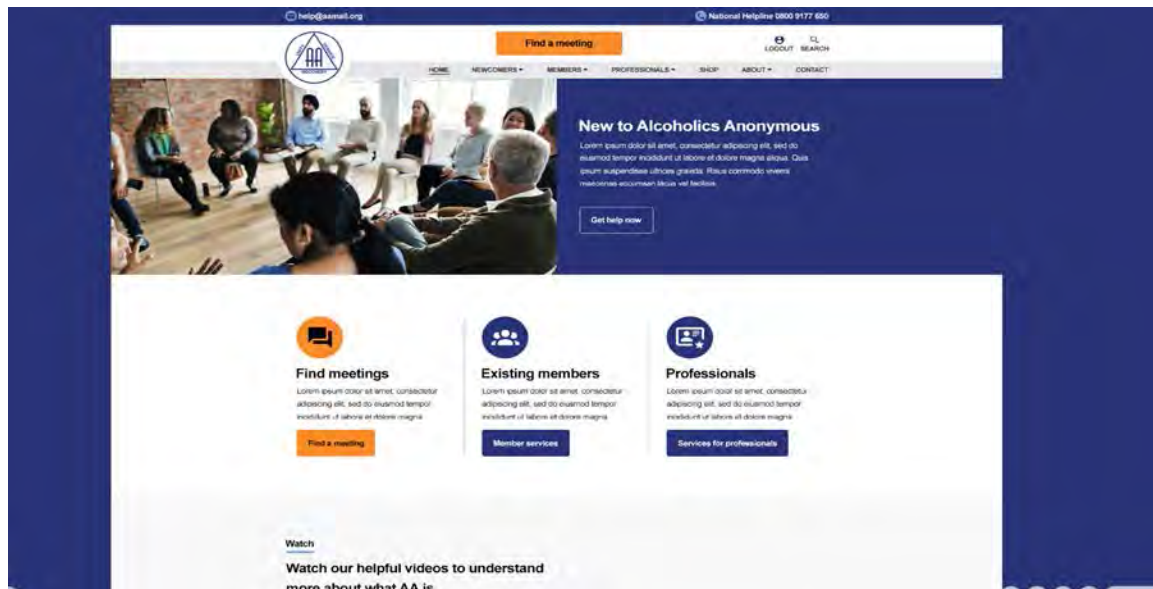 help@aamail.org
National Helpline 0800 9177 650
AA
Find a meeting
LOGOUT SEARCH
HOME NEWCOMERS MEMBERS PROFESSIONALS SHOP ABOUT CONTACT
New to Alcoholics Anonymous
Lorem ipsum dolor sit amet, consectetur adipiscing elit, sed do
eiusmod tempor incididunt ut labore et dolore magna aliqua. Quis
ipsum suspendisse ultrices gravida. Risus commodo viverra
maecenas accumsan lacus vel facilisis.
Get help now
Find meetings
Lorem ipsum dolor sit amet, consectetur
adipiscing elit, sed do eiusmod tempor
incididunt ut labore et dolore magna
Find a meeting
Existing members
Lorem ipsum dolor sit amet, consectetur
adipiscing elit, sed do eiusmod tempor
incididunt ut labore et dolore magna
Member services
Professionals
Lorem ipsum dolor sit amet, consectetur
adipiscing elit, sed do eiusmod tempor
incididunt ut labore et dolore magna
Services for professionals
Watch
Watch our helpful videos to understand
more about what AA is